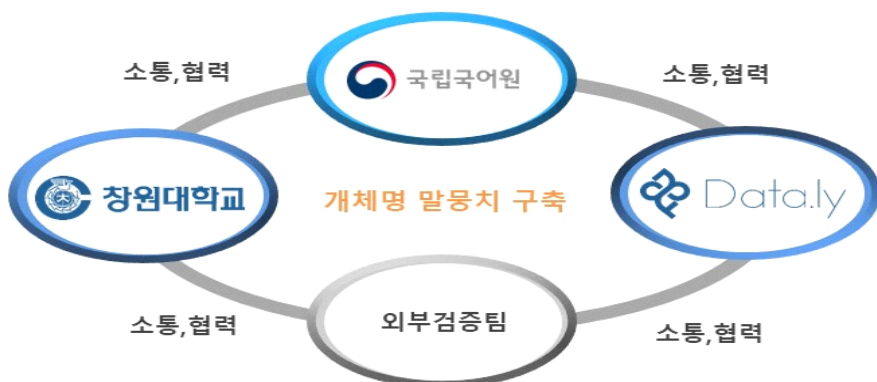 소통,협력
국립국어원
소통,협력
창원대학교
개체명 말뭉치 구축
Data.ly
소통,협력
외부검증팀
소통,협력